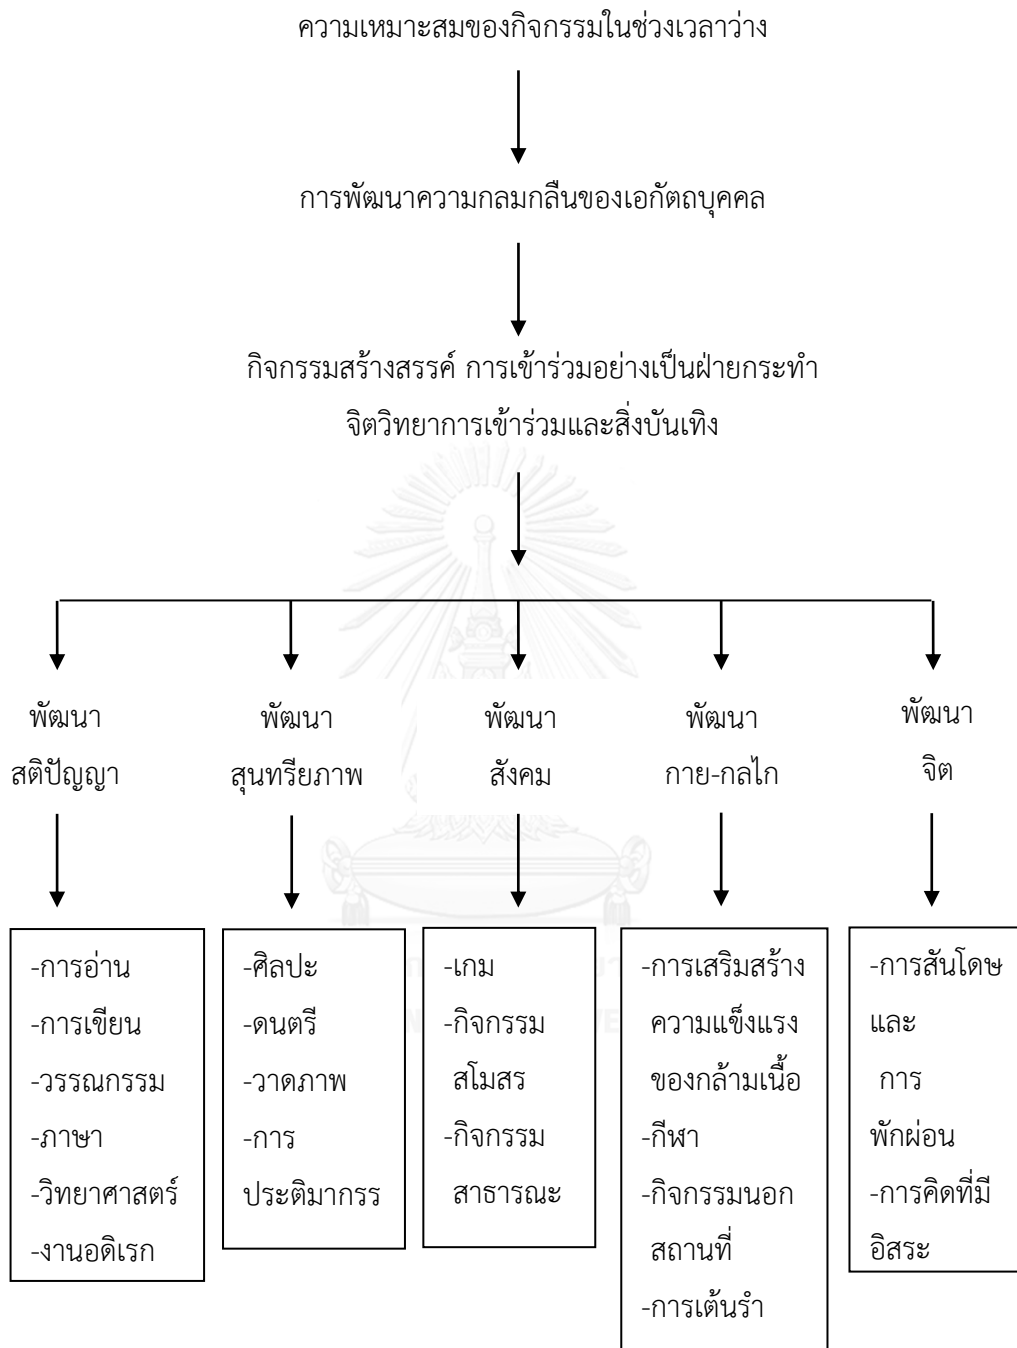 ความเหมาะสมของกิจกรรมในช่วงเวลาว่าง
การพัฒนาความกลมกลืนของเอกัตถบุคคล
กิจกรรมสร้างสรรค์ การเข้าร่วมอย่างเป็นฝ่ายกระทำ
จิตวิทยาการเข้าร่วมและสิ่งบันเทิง
พัฒนา
สติปัญญา
พัฒนา
สุนทรียภาพ
พัฒนา
สังคม
พัฒนา
กาย-กลไก
พัฒนา
จิต
-การอ่าน
-การเขียน
-วรรณกรรม
-ภาษา
-วิทยาศาสตร์
-งานอดิเรก
-ศิลปะ
-ดนตรี
-วาดภาพ
-การ
ประติมากรร
-เกม
-กิจกรรม
สโมสร
-กิจกรรม
สาธารณะ
-การเสริมสร้าง
ความแข็งแรง
ของกล้ามเนื้อ
-กีฬา
-กิจกรรมนอก
สถานที่
-การเต้นรำ
-การสันโดษ
และ
การ
พักผ่อน
-การคิดที่มี
อิสระ